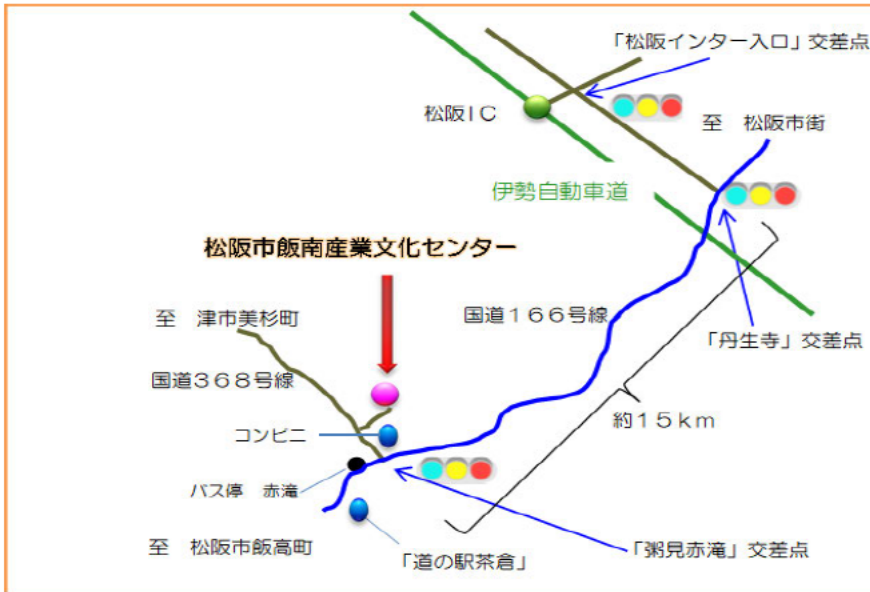 「松阪インター入口」交差点
松阪IC
至　松阪市街
伊勢自動車道
松阪市飯南産業文化センター
至　津市美杉町
国道１６６号線
「丹生寺」交差点
国道３６８号線
約１５ｋｍ
コンビニ
バス停　赤滝
至　松阪市飯高町
「道の駅茶倉」
「粥見赤滝」交差点